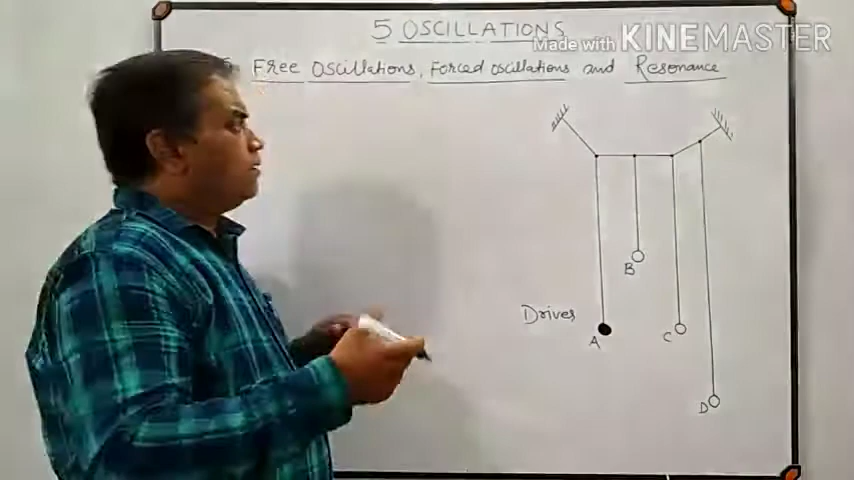 5 OSCILLATIONS
Made with KINEMASTER
Free Oscillations, Forced oscillations and Resonance
B
Drives
A
C
D